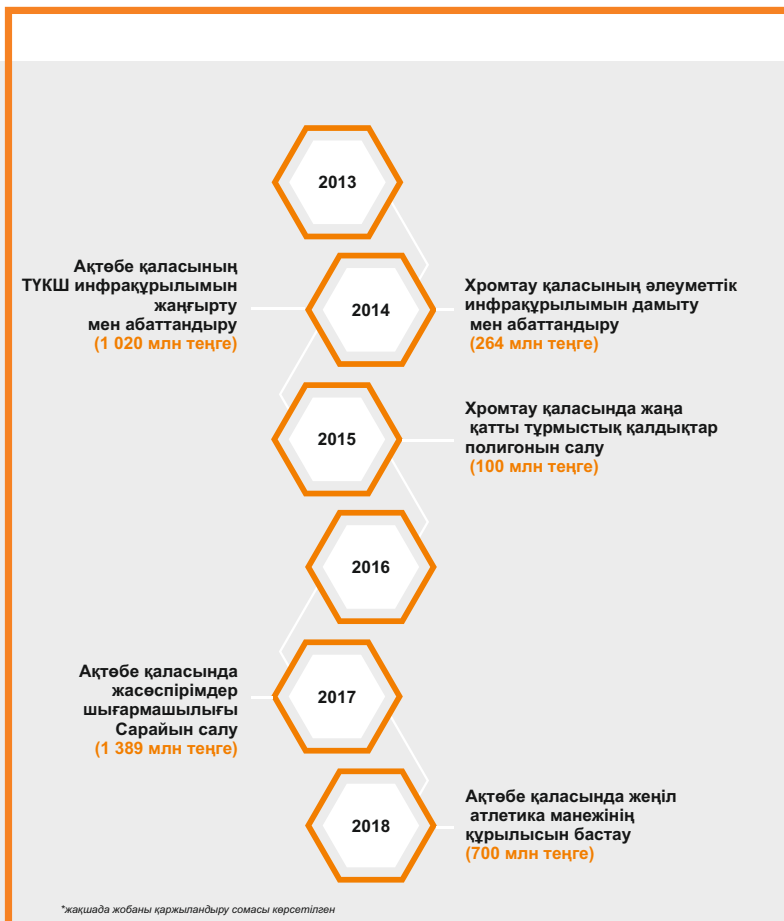 2013
Ақтөбе қаласының
ТҮКШ инфрақұрылымын
жаңғырту
мен абаттандыру
(1 020 млн теңге)
2014
Хромтау қаласының әлеуметтік
инфрақұрылымын дамыту
мен абаттандыру
(264 млн теңге)
2015
Хромтау қаласында жаңа
қатты тұрмыстық қалдықтар
полигонын салу
(100 млн теңге)
2016
Ақтөбе қаласында
жасөспірімдер
шығармашылығы
Сарайын салу
(1 389 млн теңге)
2017
2018
Ақтөбе қаласында жеңіл
атлетика манежінің
құрылысын бастау
(700 млн теңге)
*жақшада жобаны қаржыландыру сомасы көрсетілген